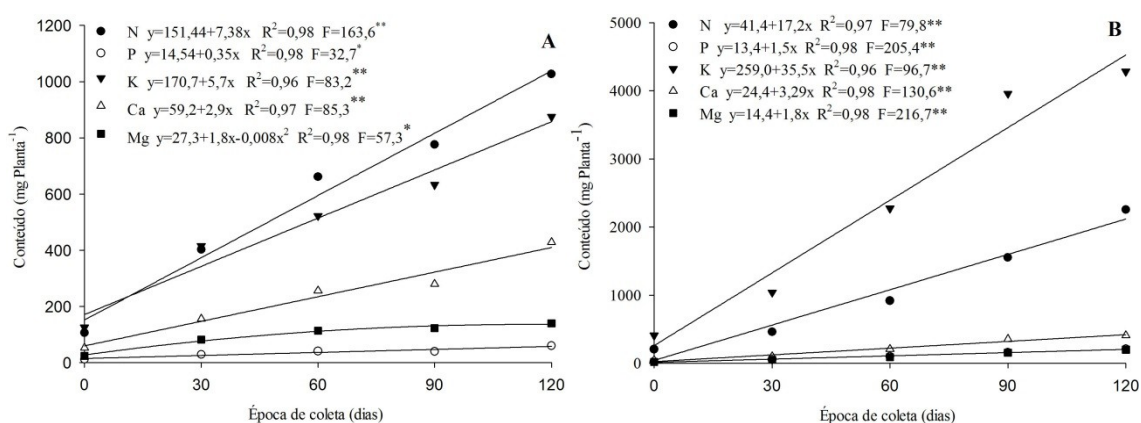 A
N y=151,44+7,38x R²=0,98 F=163,6**
P y=14,54+0,35x R²=0,98 F=32,7*
K y=170,7+5,7x R²=0,96 F=83,2**
Ca y=59,2+2,9x R²=0,97 F=85,3**
Mg y=27,3+1,8x-0,008x² R²=0,98 F=57,3*
Conteúdo (mg Planta⁻¹)
1200
1000
800
600
400
200
0
0 30 60 90 120
Época de coleta (dias)
B
N y=41,4+17,2x R²=0,97 F=79,8**
P y=13,4+1,5x R²=0,98 F=205,4**
K y=259,0+35,5x R²=0,96 F=96,7**
Ca y=24,4+3,29x R²=0,98 F=130,6**
Mg y=14,4+1,8x R²=0,98 F=216,7**
Conteúdo (mg Planta⁻¹)
5000
4000
3000
2000
1000
0
0 30 60 90 120
Época de coleta (dias)